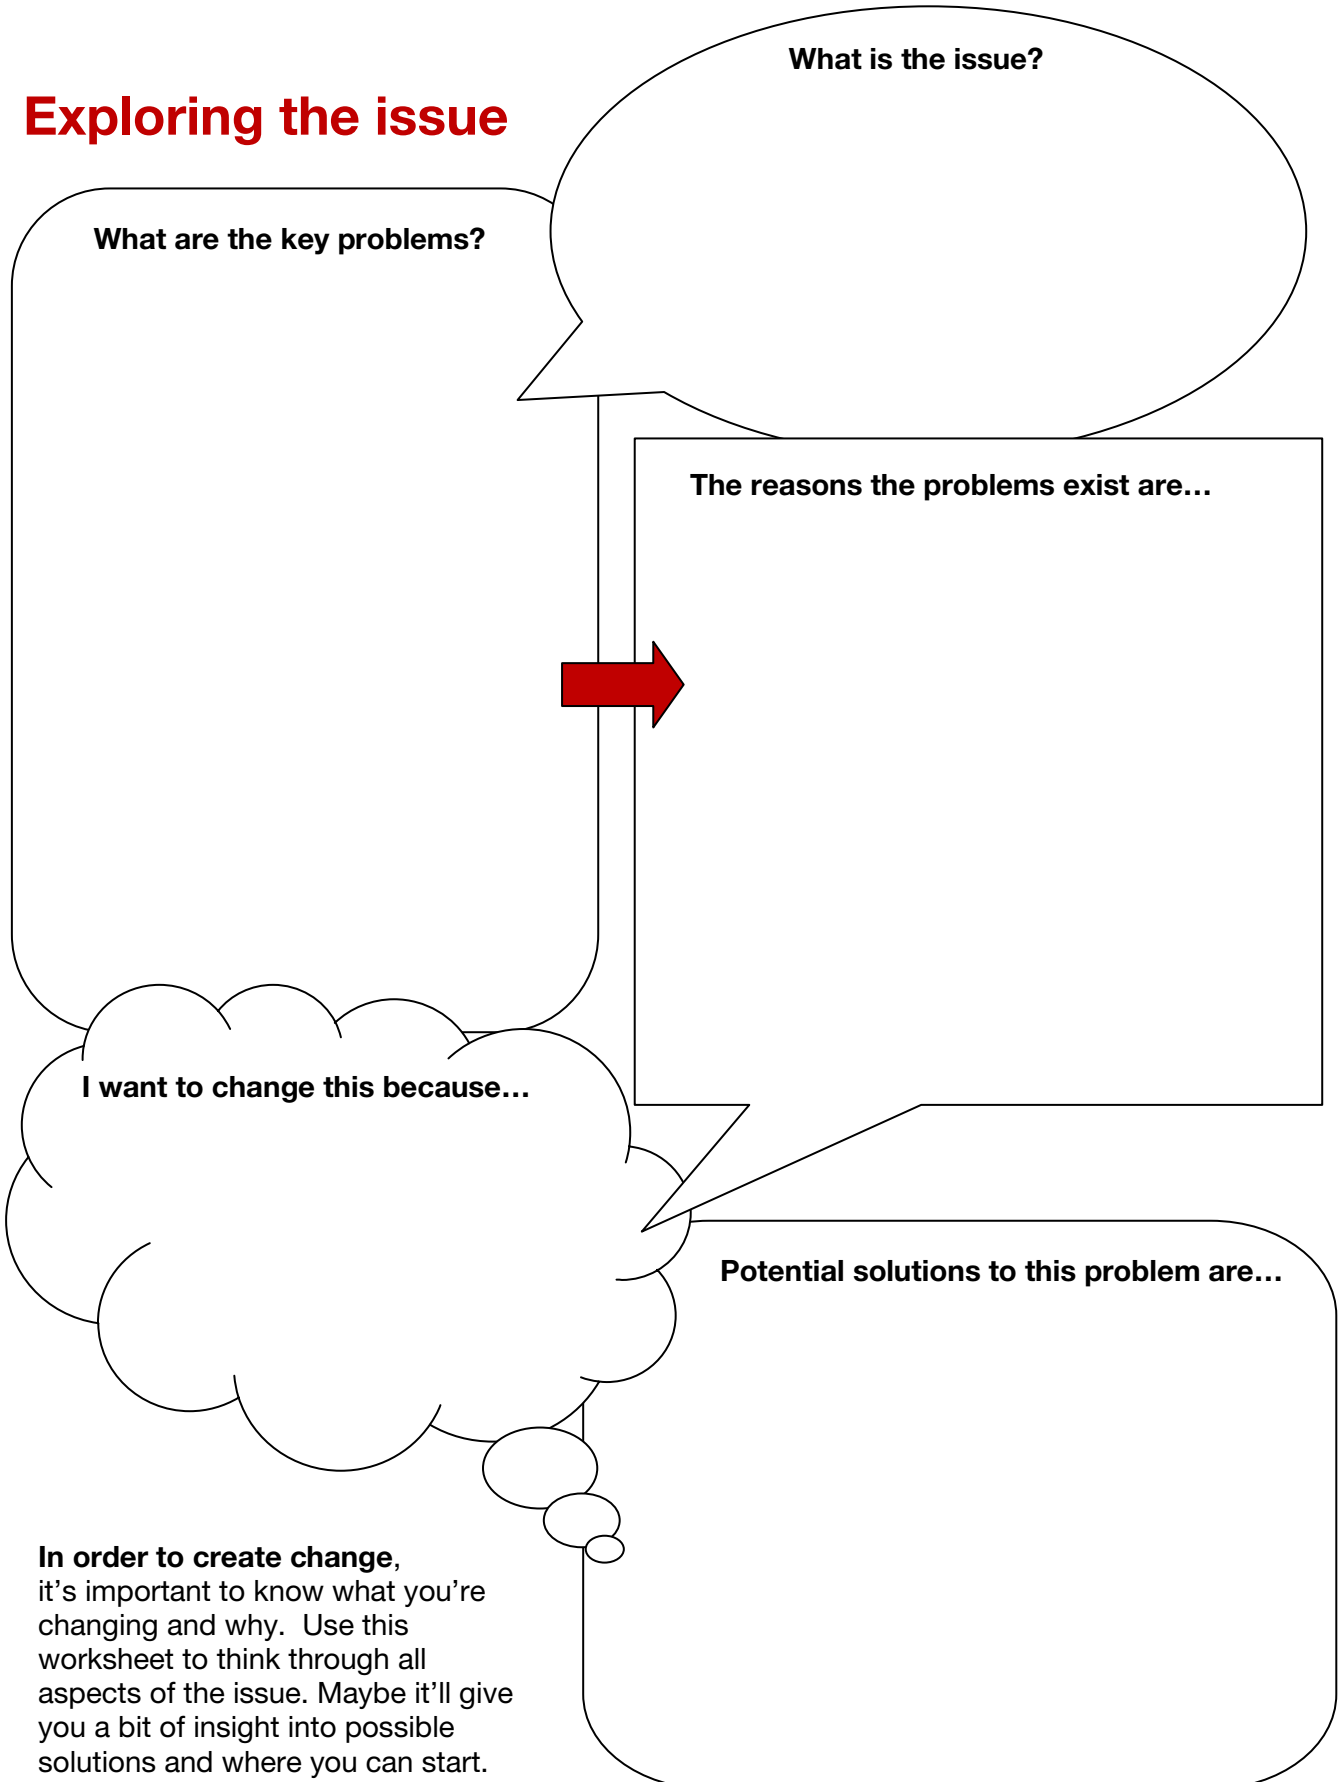 Exploring the issue
What is the issue?
What are the key problems?
The reasons the problems exist are…
I want to change this because…
Potential solutions to this problem are…
In order to create change,
it’s important to know what you’re
changing and why.  Use this
worksheet to think through all
aspects of the issue. Maybe it’ll give
you a bit of insight into possible
solutions and where you can start.